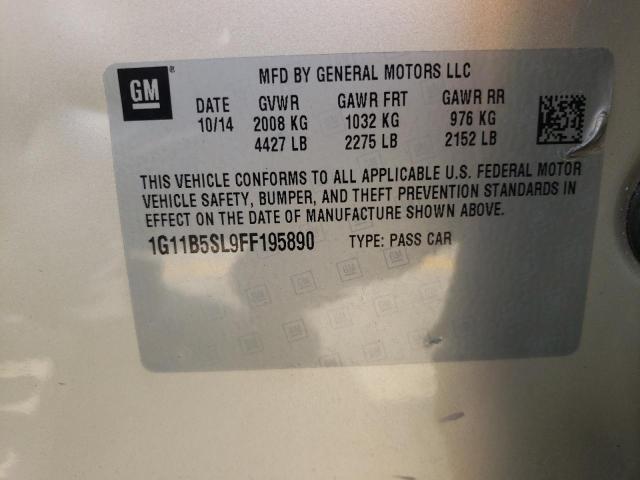 GM ® MFD BY GENERAL MOTORS LLC
DATE GVWR GAWR FRT GAWR RR
10/14 2008 KG 1032 KG 976 KG
4427 LB 2275 LB 2152 LB
THIS VEHICLE CONFORMS TO ALL APPLICABLE U.S. FEDERAL MOTOR
VEHICLE SAFETY, BUMPER, AND THEFT PREVENTION STANDARDS IN
EFFECT ON THE DATE OF MANUFACTURE SHOWN ABOVE.
1G11B5SL9FF195890 TYPE: PASS CAR